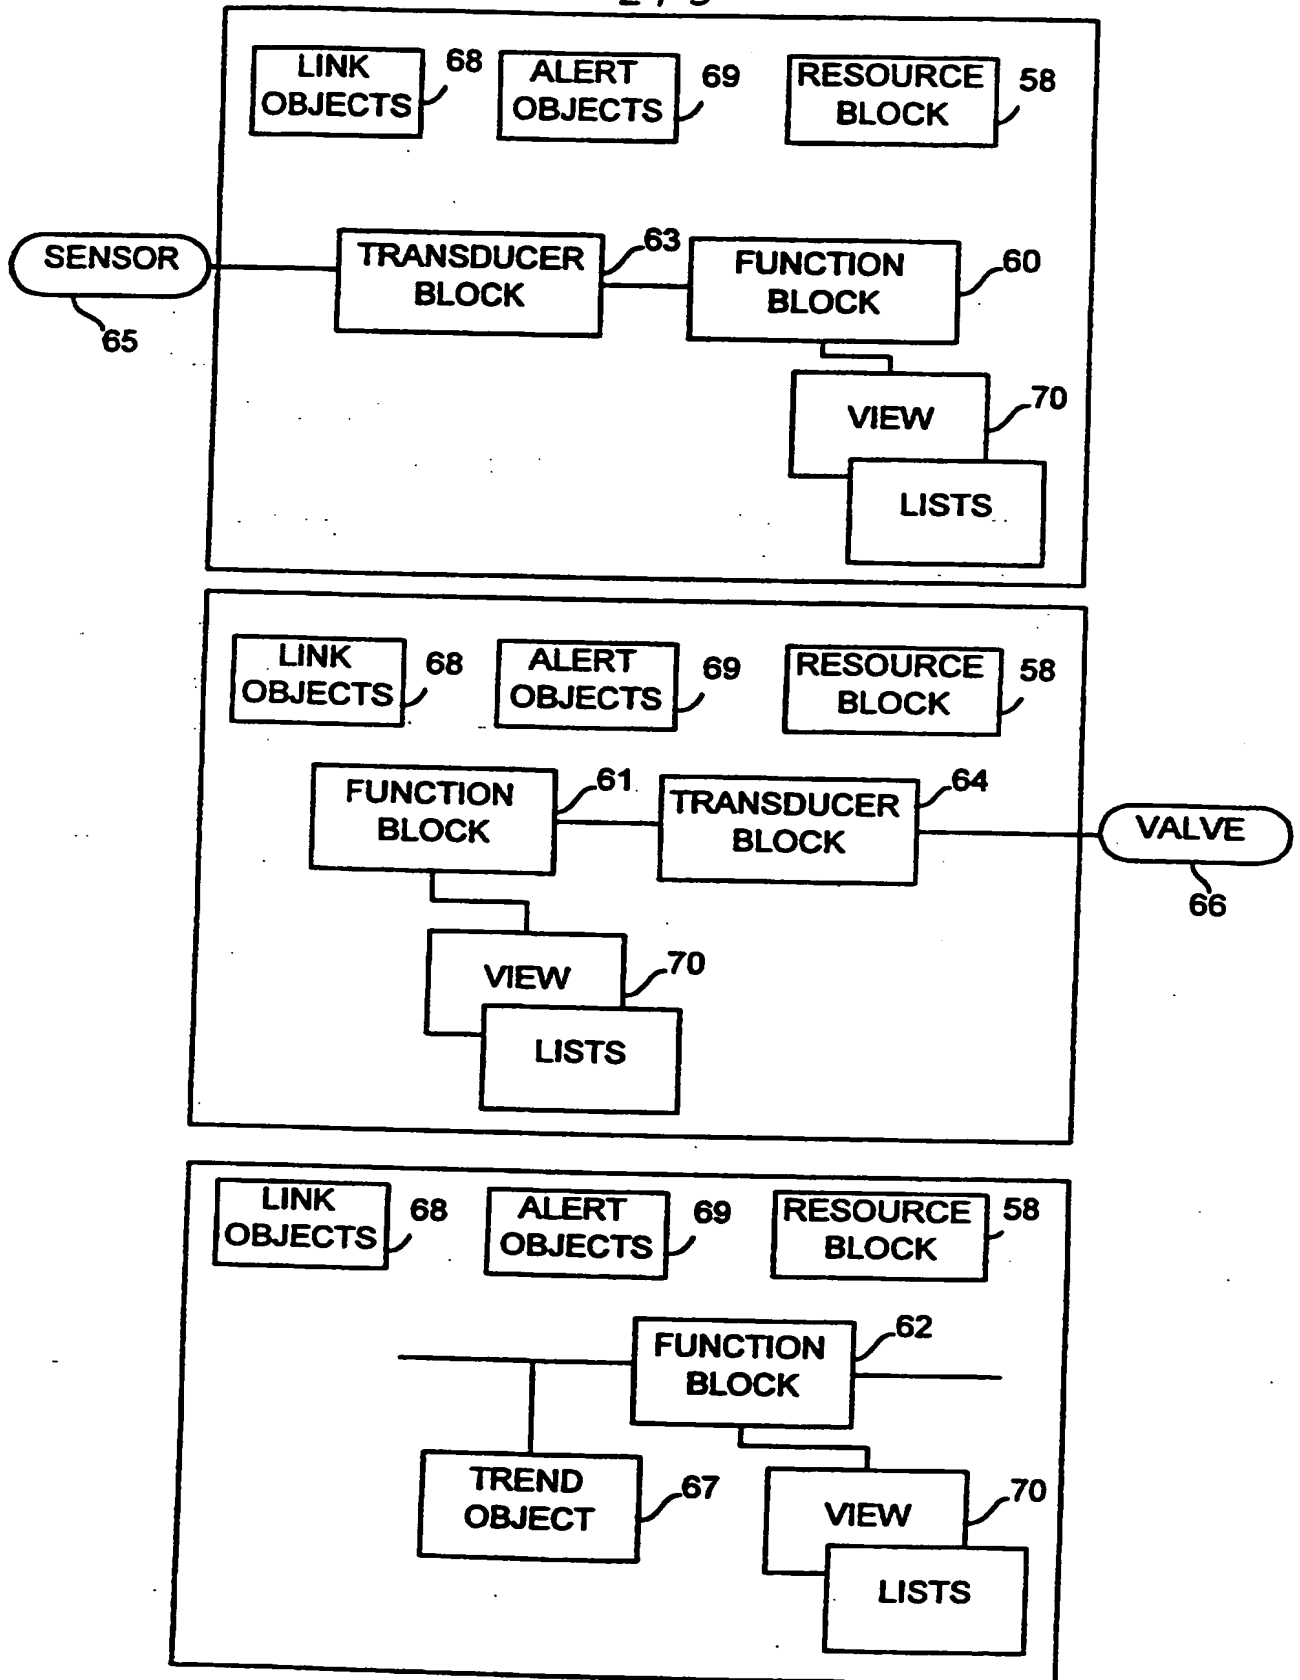 LINK
OBJECTS
68
ALERT
OBJECTS
69
RESOURCE
BLOCK
58
SENSOR
65
TRANSDUCER
BLOCK
63
FUNCTION
BLOCK
60
VIEW
70
LISTS
LINK
OBJECTS
68
ALERT
OBJECTS
69
RESOURCE
BLOCK
58
FUNCTION
BLOCK
61
TRANSDUCER
BLOCK
64
VALVE
66
VIEW
70
LISTS
LINK
OBJECTS
68
ALERT
OBJECTS
69
RESOURCE
BLOCK
58
FUNCTION
BLOCK
62
TREND
OBJECT
67
VIEW
70
LISTS